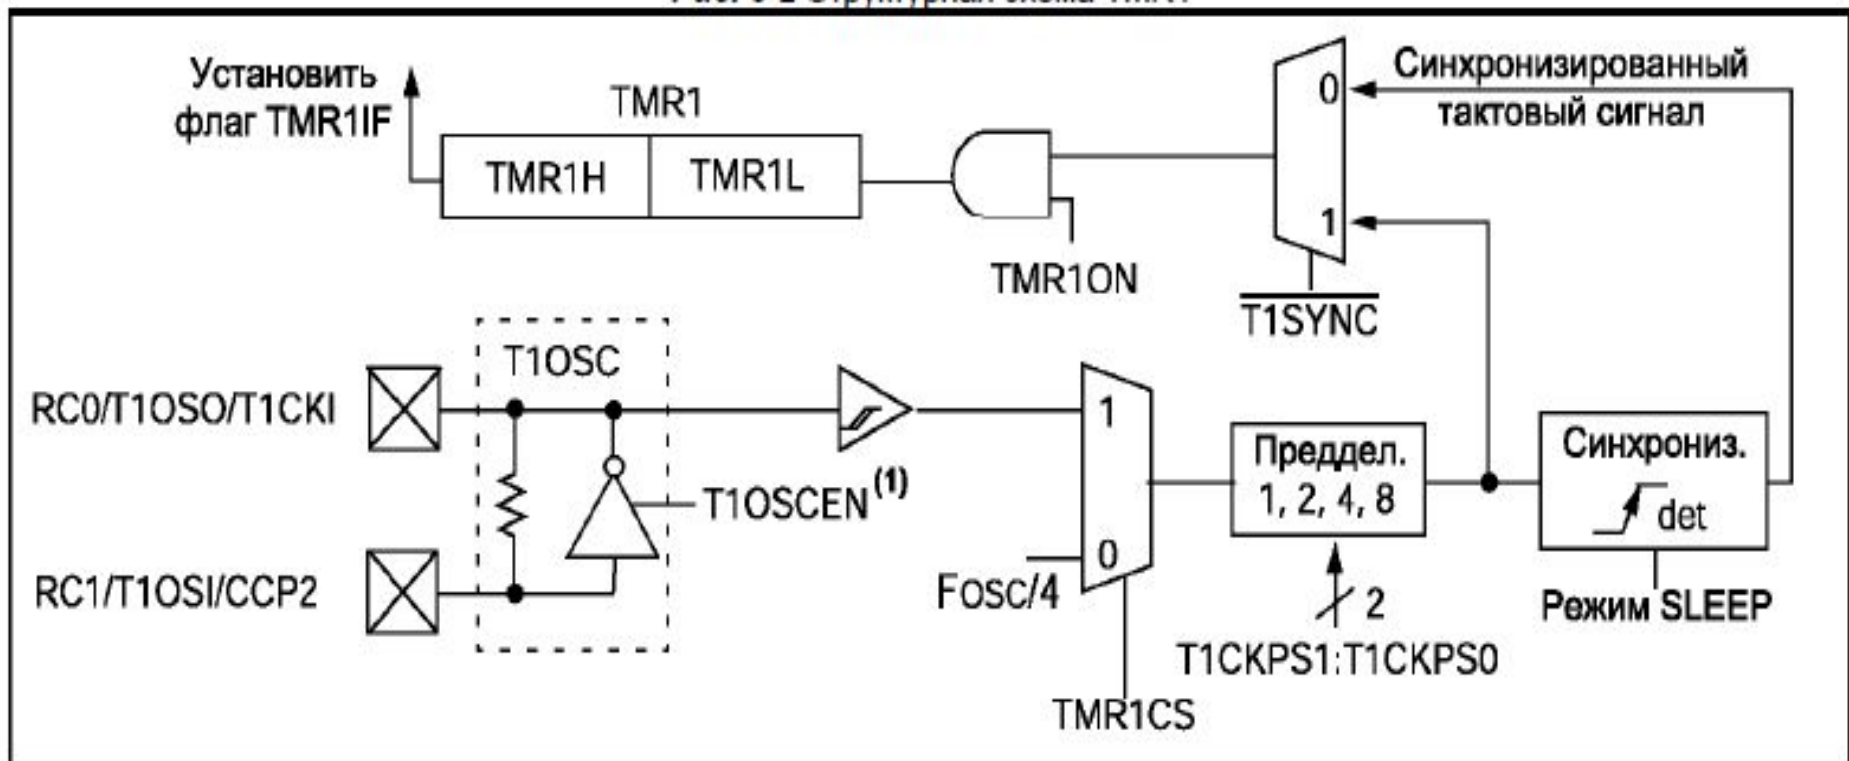 Установить
флаг TMR1IF
TMR1
TMR1H
TMR1L
TMR1ON
0
1
T1SYNC
Синхронизированный
тактовый сигнал
T1OSC
RC0/T1OSO/T1CKI
T1OSCEN(1)
RC1/T1OSI/CCP2
1
0
FOSC/4
TMR1CS
Преддел.
1, 2, 4, 8
2
T1CKPS1:T1CKPS0
Синхрониз.
det
Режим SLEEP